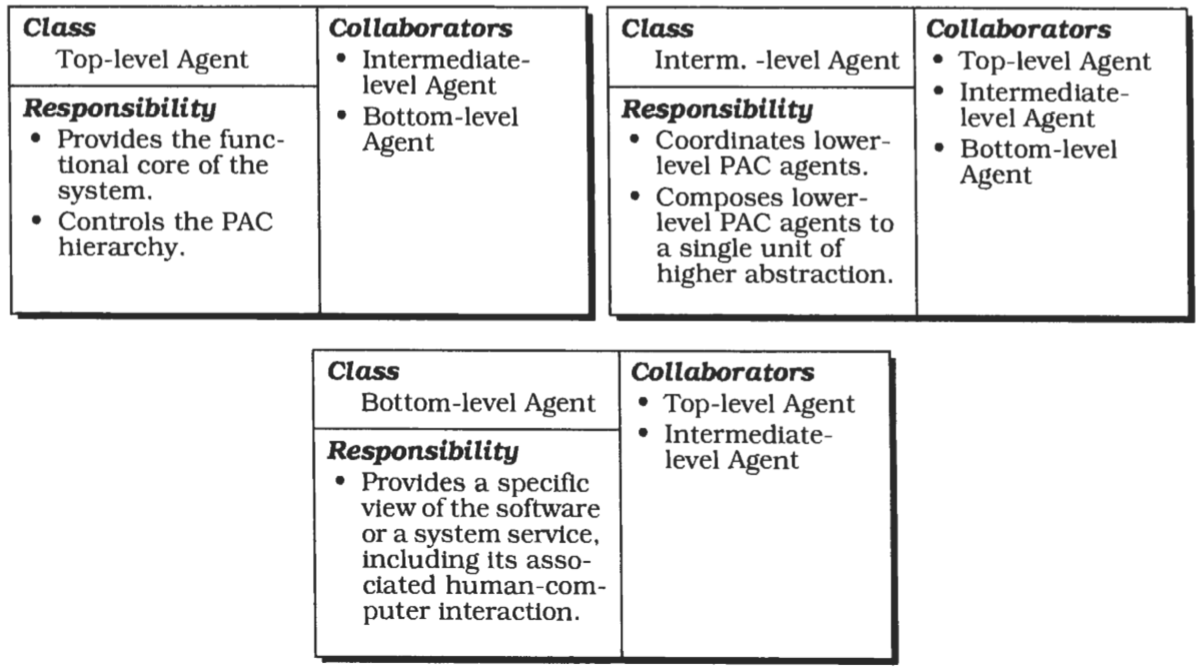 Class
Top-level Agent
Responsibility
• Provides the func-
tional core of the
system.
• Controls the PAC
hierarchy.
Collaborators
• Intermediate-
level Agent
• Bottom-level
Agent
Class
Interm. -level Agent
Responsibility
• Coordinates lower-
level PAC agents.
• Composes lower-
level PAC agents to
a single unit of
higher abstraction.
Collaborators
• Top-level Agent
• Intermediate-
level Agent
• Bottom-level
Agent
Class
Bottom-level Agent
Responsibility
• Provides a specific
view of the software
or a system service,
including its asso-
ciated human-com-
puter interaction.
Collaborators
• Top-level Agent
• Intermediate-
level Agent